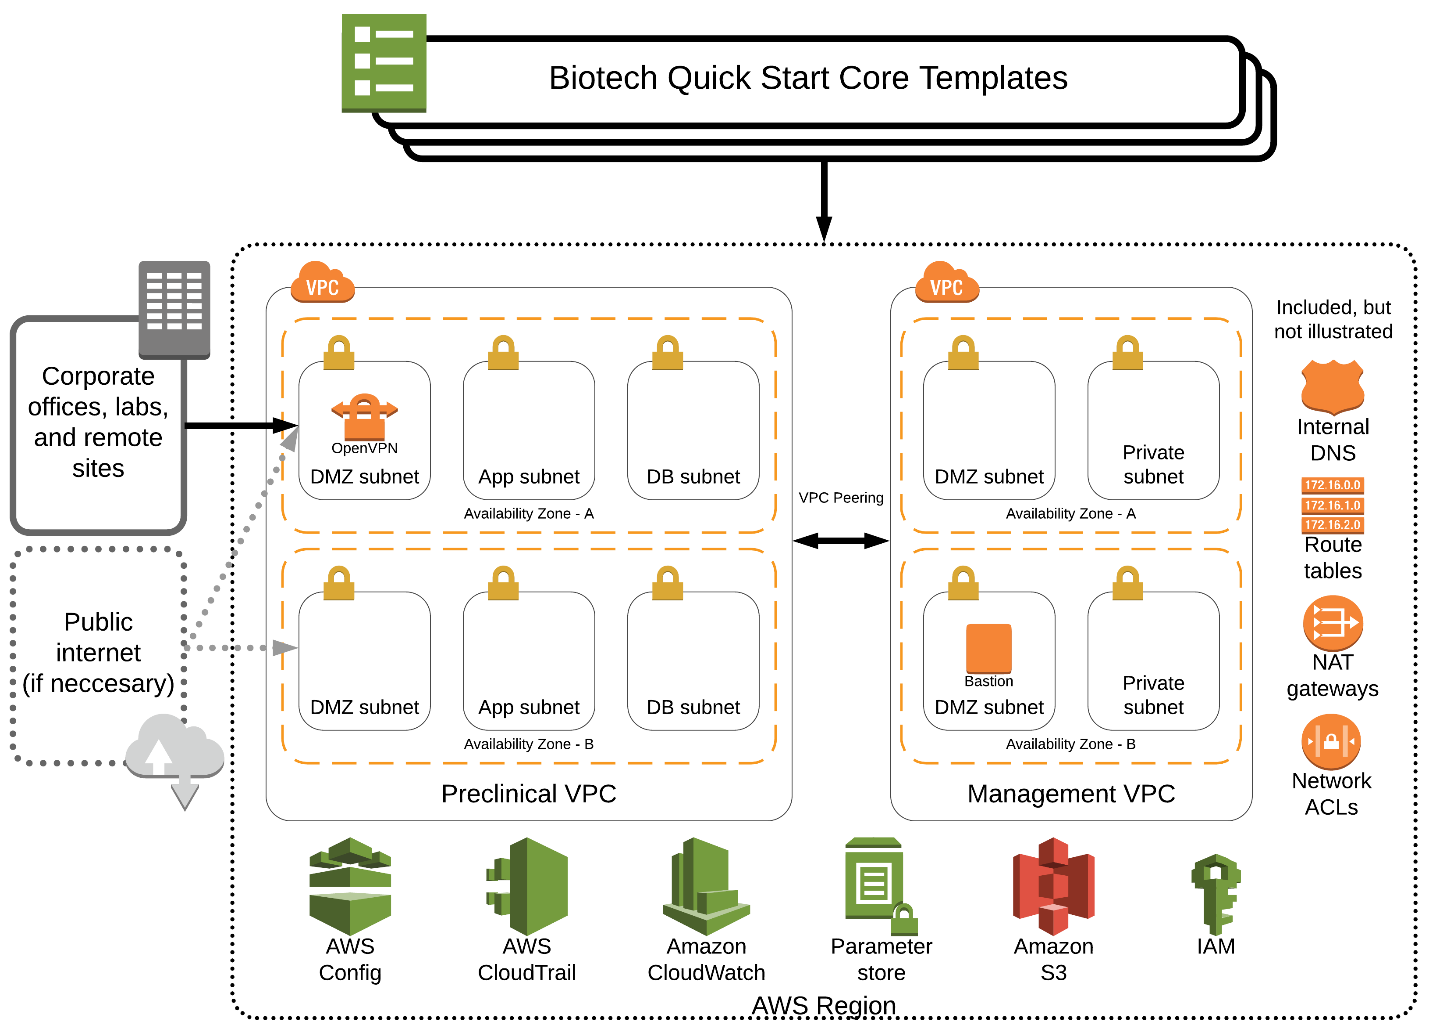 Biotech Quick Start Core Templates
VPC
VPC
Included, but
not illustrated
Corporate
offices, labs,
and remote
sites
OpenVPN
DMZ subnet
App subnet
DB subnet
Availability Zone - A
VPC Peering
DMZ subnet
Private
subnet
Availability Zone - A
Internal
DNS
172.16.0.0
172.16.1.0
172.16.2.0
Route
tables
Public
internet
(if neccesary)
DMZ subnet
App subnet
DB subnet
Availability Zone - B
Bastion
DMZ subnet
Private
subnet
Availability Zone - B
NAT
gateways
Network
ACLs
Preclinical VPC
Management VPC
AWS
Config
AWS
CloudTrail
Amazon
CloudWatch
Parameter
store
Amazon
S3
IAM
AWS Region